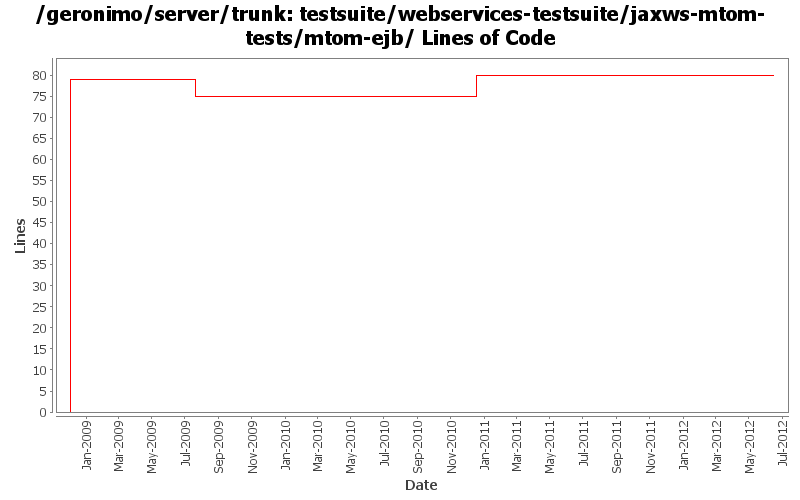 /geronimo/server/trunk: testsuite/webservices-testsuite/jaxws-mtom-
tests/mtom-ejb/ Lines of Code
Lines
80
75
70
65
60
55
50
45
40
35
30
25
20
15
10
5
0
Jan-2009
Mar-2009
May-2009
Jul-2009
Sep-2009
Nov-2009
Jan-2010
Mar-2010
May-2010
Jul-2010
Sep-2010
Nov-2010
Jan-2011
Mar-2011
May-2011
Jul-2011
Sep-2011
Nov-2011
Jan-2012
Mar-2012
May-2012
Jul-2012
Date